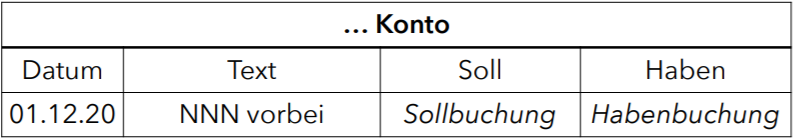 … Konto
Datum Text Soll Haben
01.12.20 NNN vorbei Sollbuchung Habenbuchung